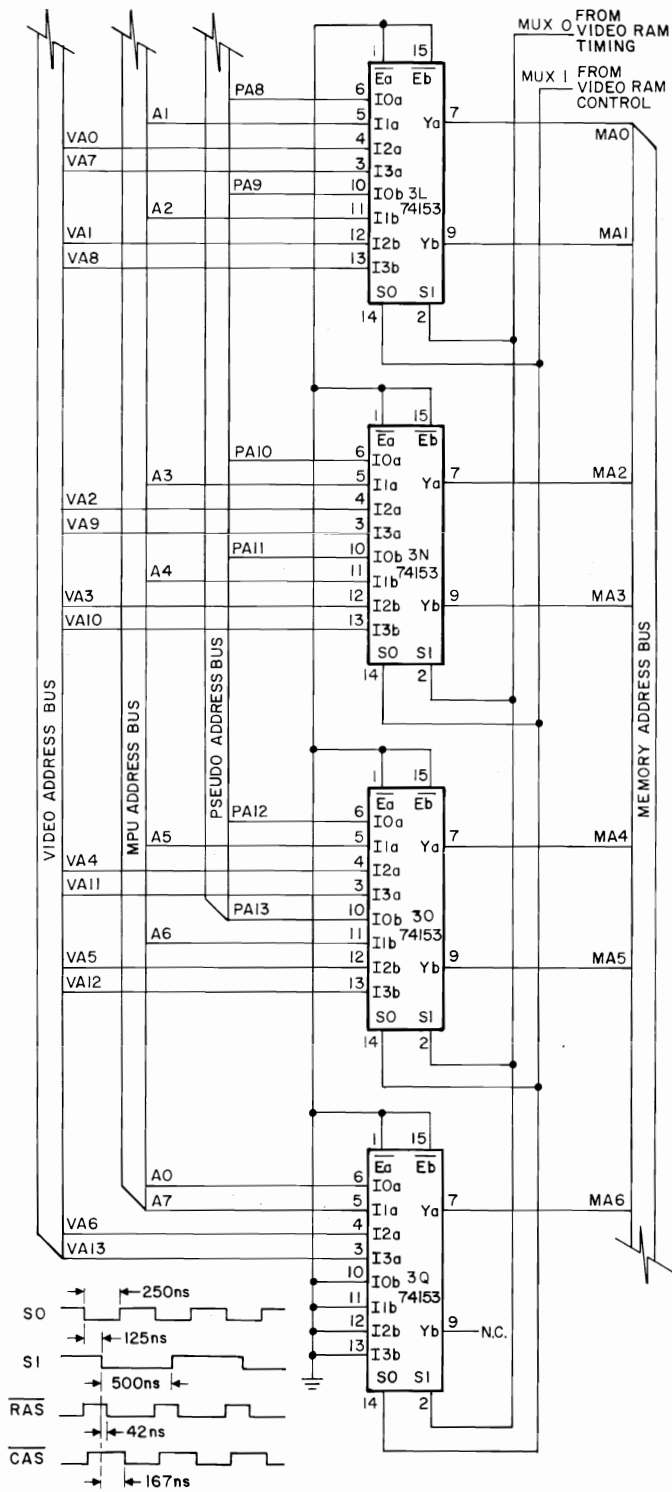 MUX 0 FROM
VIDEO RAM
TIMING
MUX 1 FROM
VIDEO RAM
CONTROL
1 15
Ea Eb
PA8 6 I0a
A1 5 I1a Ya 7 MA0
VA0 4 I2a
VA7 3 I3a
PA9 10 I0b 3L
A2 11 I1b 74153
VA1 12 I2b Yb 9 MA1
VA8 13 I3b
S0 S1
14 2
1 15
Ea Eb
PA10 6 I0a
A3 5 I1a Ya 7 MA2
VA2 4 I2a
VA9 3 I3a
PA11 10 I0b 3N
A4 11 I1b 74153
VA3 12 I2b Yb 9 MA3
VA10 13 I3b
S0 S1
14 2
VIDEO ADDRESS BUS
MPU ADDRESS BUS
PSEUDO ADDRESS BUS
MEMORY ADDRESS BUS
1 15
Ea Eb
PA12 6 I0a
A5 5 I1a Ya 7 MA4
VA4 4 I2a
VA11 3 I3a
PA13 10 I0b 3O
A6 11 I1b 74153
VA5 12 I2b Yb 9 MA5
VA12 13 I3b
S0 S1
14 2
1 15
Ea Eb
A0 6 I0a
A7 5 I1a Ya 7 MA6
VA6 4 I2a
VA13 3 I3a
10 I0b 3Q
11 I1b 74153
12 I2b Yb 9 N.C.
13 I3b
S0 S1
14 2
S0 250ns
125ns
S1
500ns
RAS
42ns
CAS
167ns